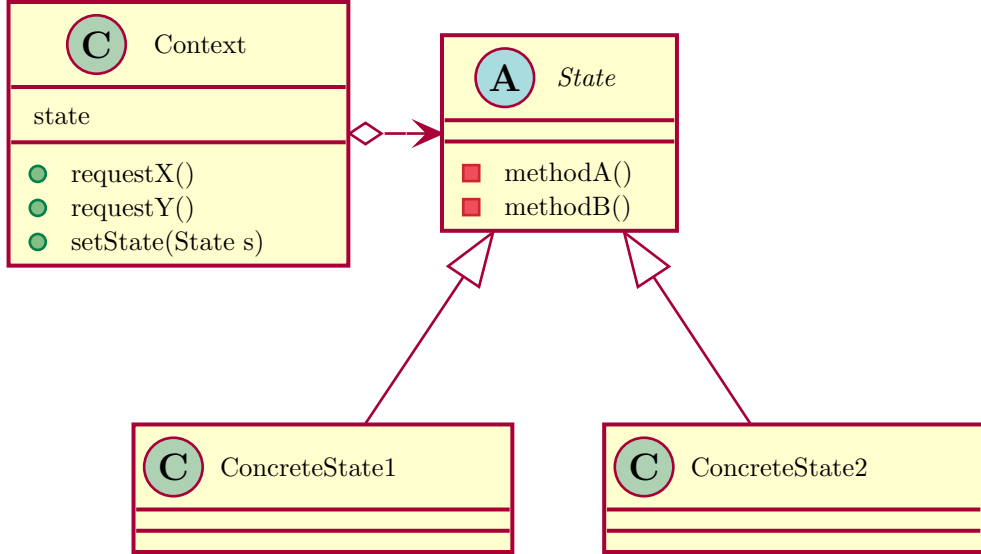 C Context
state
requestX()
requestY()
setState(State s)
A State
methodA()
methodB()
C ConcreteState1
C ConcreteState2